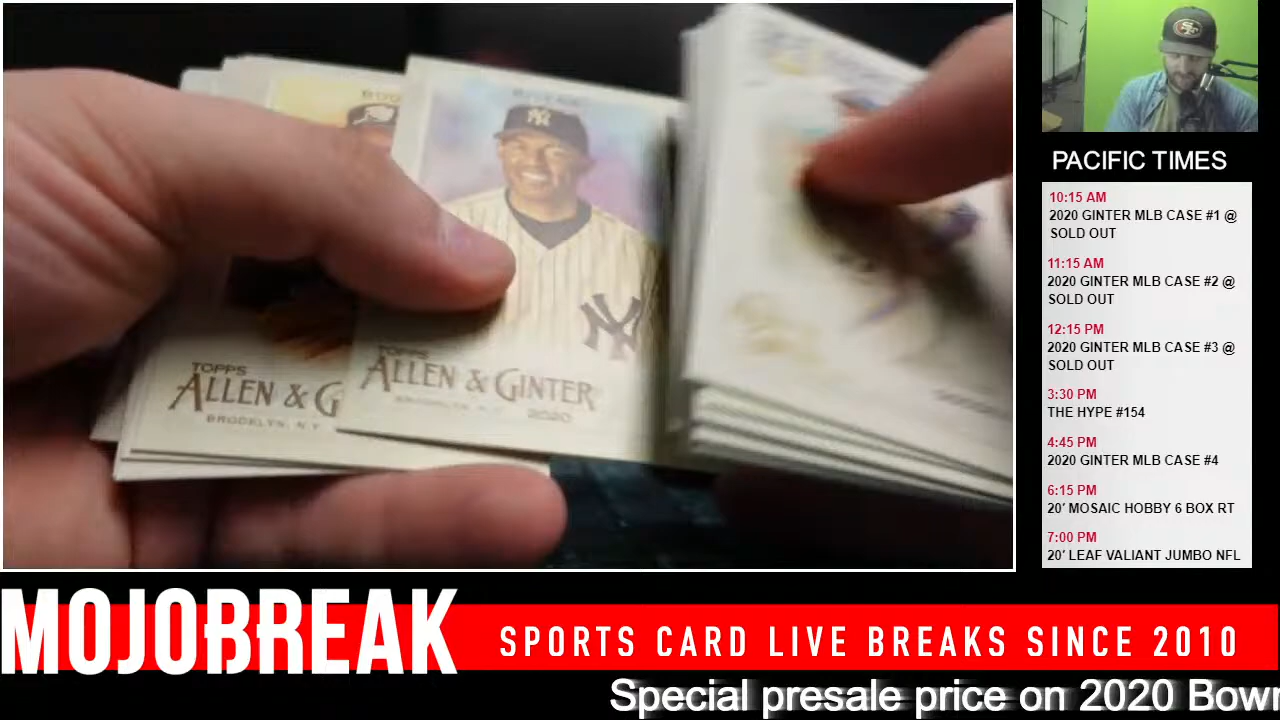 PACIFIC TIMES
10:15 AM
2020 GINTER MLB CASE #1 @
SOLD OUT
11:15 AM
2020 GINTER MLB CASE #2 @
SOLD OUT
12:15 PM
2020 GINTER MLB CASE #3 @
SOLD OUT
3:30 PM
THE HYPE #154
4:45 PM
2020 GINTER MLB CASE #4
6:15 PM
20' MOSAIC HOBBY 6 BOX RT
7:00 PM
20' LEAF VALIANT JUMBO NFL
NY
NY
TOPPS
ALLEN & G
BROOKLYN, N.Y.
TOPPS
ALLEN & GINTER
2020
SF
MOJOBREAK
SPORTS CARD LIVE BREAKS SINCE 2010
Special presale price on 2020 Bow